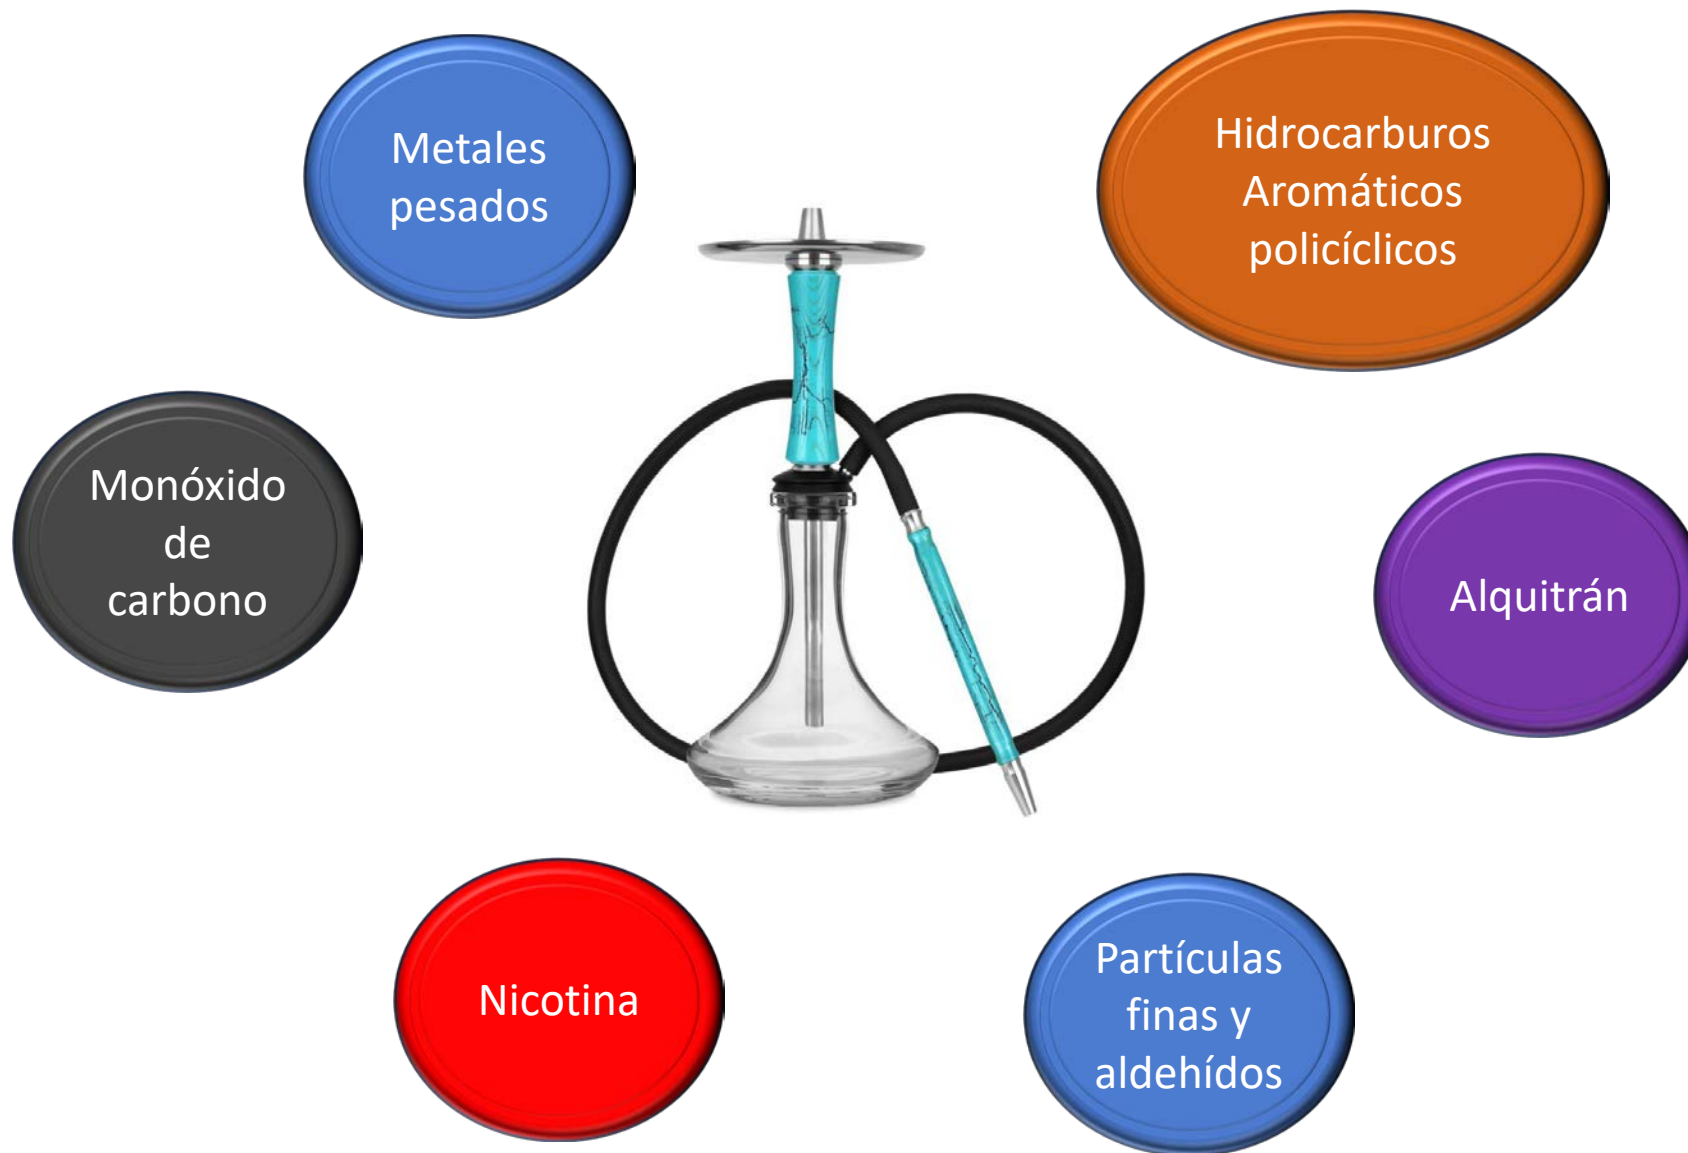 Metales
pesados
Hidrocarburos
Aromáticos
policíclicos
Monóxido
de
carbono
Alquitrán
Nicotina
Partículas
finas y
aldehídos